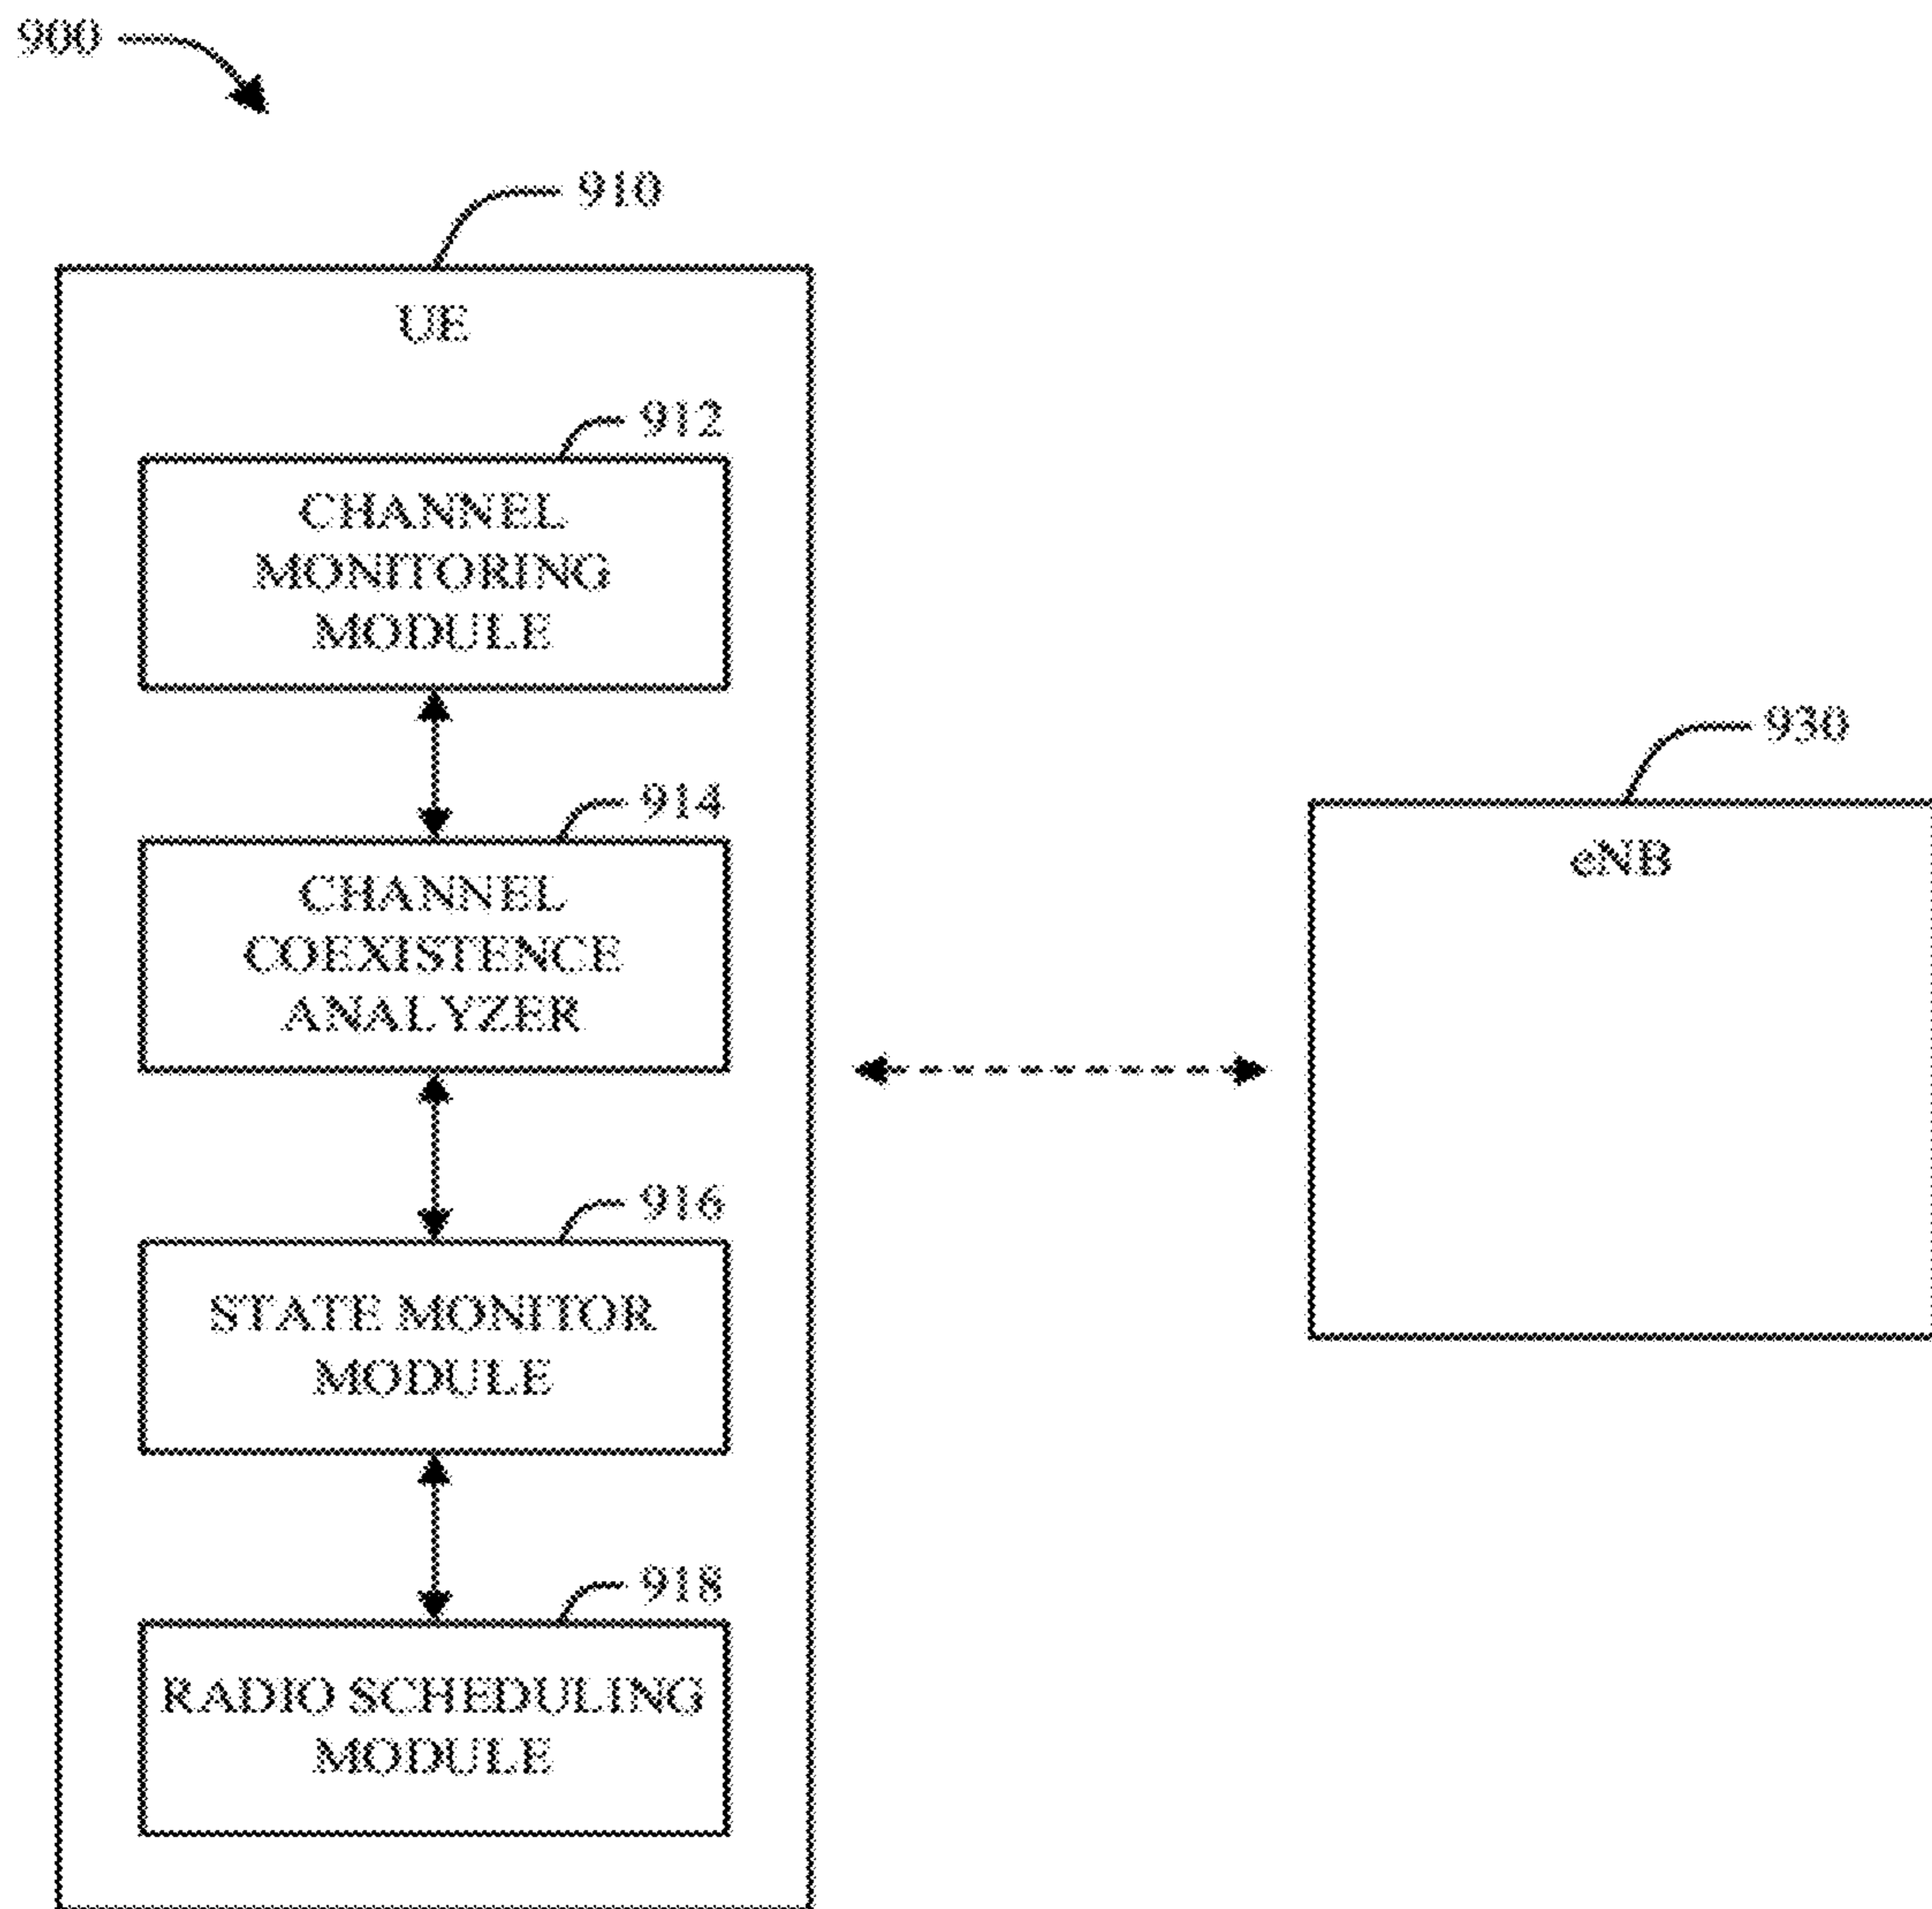 900
910
UE
912
CHANNEL
MONITORING
MODULE
930
914
eNB
CHANNEL
COEXISTENCE
ANALYZER
916
STATE MONITOR
MODULE
918
RADIO SCHEDULING
MODULE